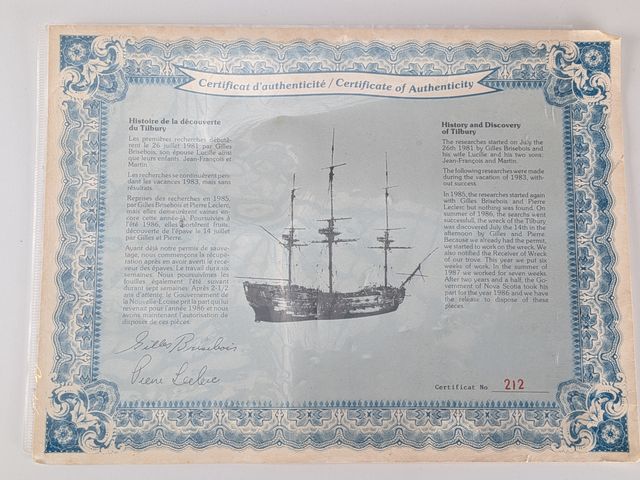 Certificat d'authenticité / Certificate of Authenticity
Histoire de la découverte
du Tilbury
Les premières recherches débutè-
rent le 26 juillet 1981 par Gilles
Brisebois, son épouse Lucille ainsi
que leurs enfants: Jean-François et
Martin.
Les recherches se continuèrent pen-
dant les vacances 1983, mais sans
résultats.
Reprises des recherches en 1985,
par Gilles Brisebois et Pierre Leclerc,
mais elles demeurèrent vaines en-
core cette année-là. Poursuivies à
l'été 1986, elles portèrent fruits,
découverte de l'épave le 14 juillet
par Gilles et Pierre.
Ayant déjà notre permis de sauve-
tage, nous commençons la récupé-
ration après en avoir averti le rece-
veur des épaves. Le travail dura six
semaines. Nous poursuivîmes les
fouilles également l'été suivant
durant sept semaines. Après 2-1/2
ans d'attente, le Gouvernement de
la Nouvelle-Écosse prit la part qui lui
revenait pour l'année 1986 et nous
avons maintenant l'autorisation de
disposer de ces pièces.
Gilles Brisebois
Pierre Leclerc
History and Discovery
of Tilbury
The researches started on July the
26th 1981 by Gilles Brisebois and
his wife Lucille and his two sons:
Jean-François and Martin.
The following researches were made
during the vacation of 1983, with-
out success.
In 1985, the researches started again
with Gilles Brisebois and Pierre
Leclerc but nothing was found. On
summer of 1986, the searchs went
successfull, the wreck of the Tilbury
was discovered July the 14th in the
afternoon by Gilles and Pierre.
Because we already had the permit,
we started to work on the wreck. We
also notified the Receiver of Wreck
of our trove. This year we put six
weeks of work. In the summer of
1987 we worked for seven weeks.
After two years and a half, the Go-
vernment of Nova Scotia took his
part for the year 1986 and we have
the release to dispose of these
pieces.
Certificat No 212